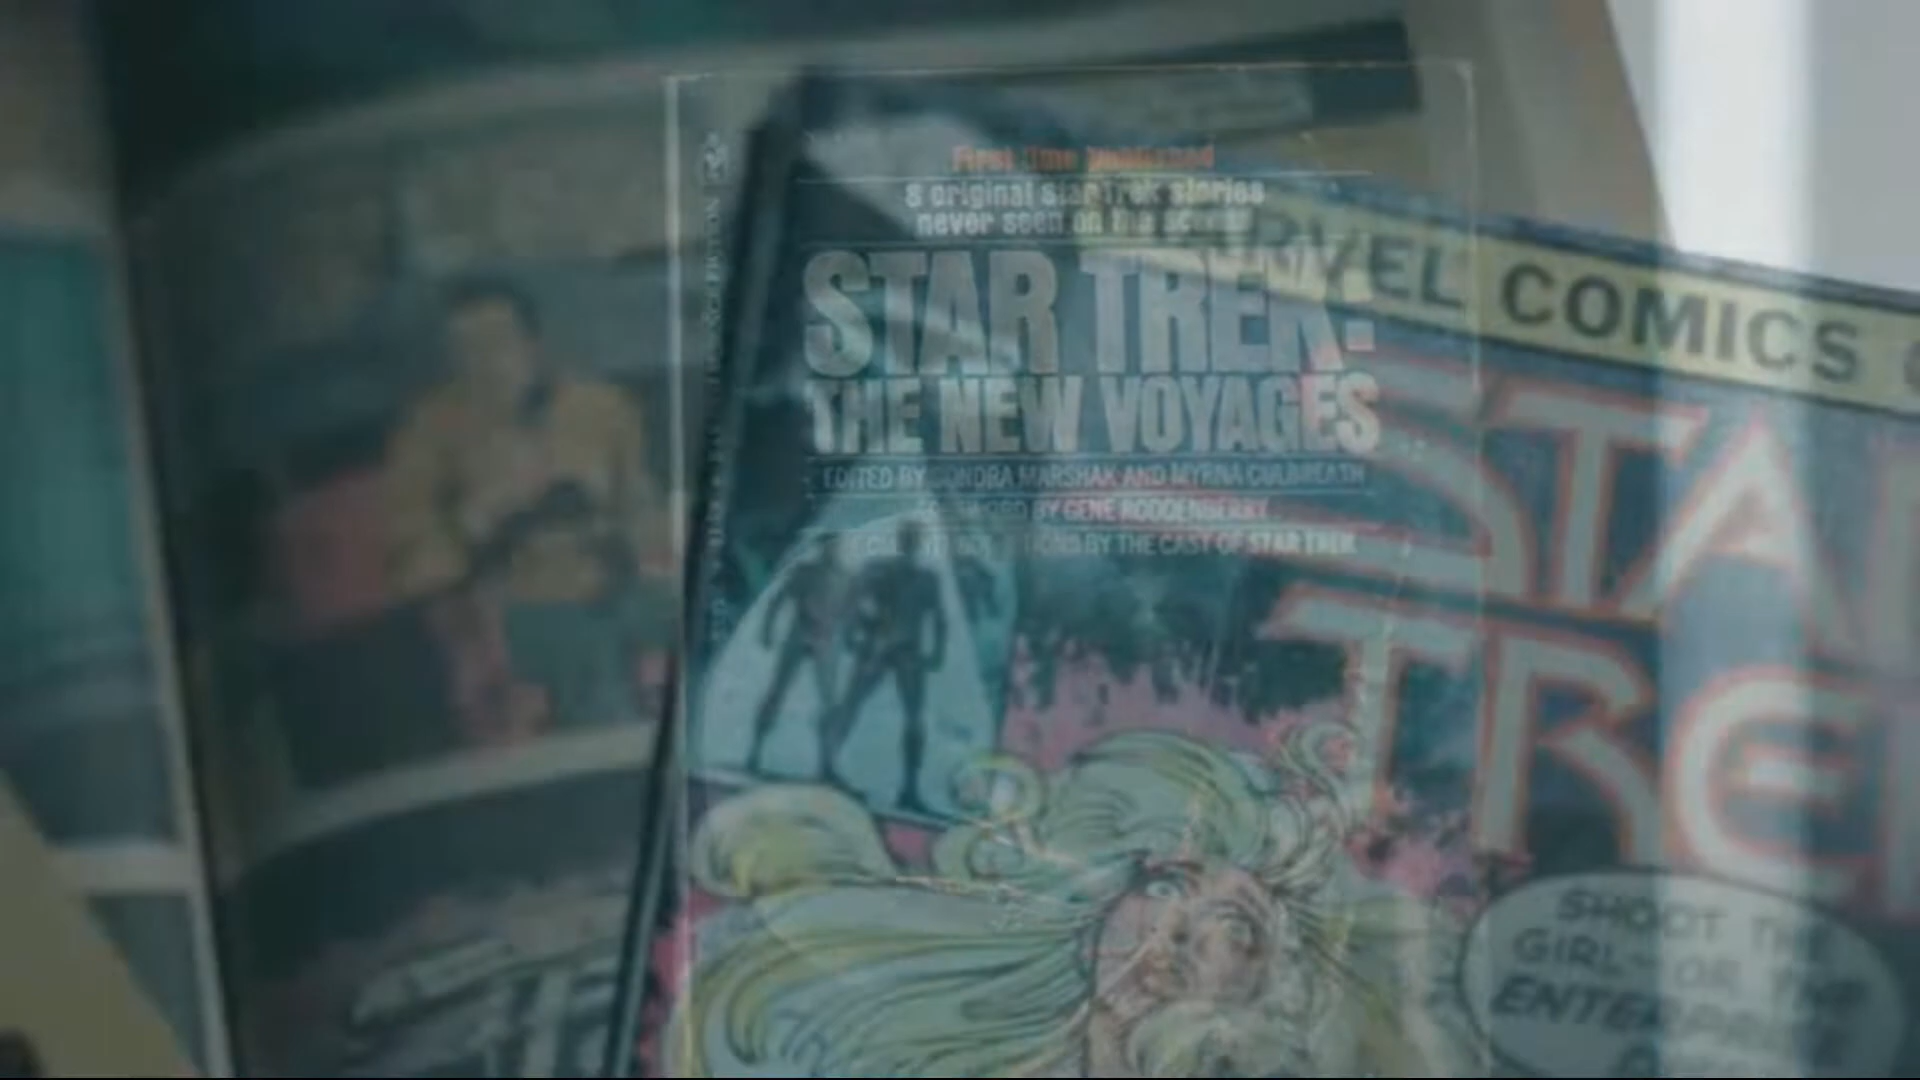 First time published
8 original Star Trek stories
never seen on the screen
STAR TREK:
THE NEW VOYAGES
EDITED BY SONDRA MARSHAK AND MYRNA CULBREATH
FOREWORD BY GENE RODDENBERRY
BY THE CAST OF STAR TREK
MARVEL COMICS
STAR
TREK
SHOOT THE
GIRL-- OR THE
ENTERPRISE